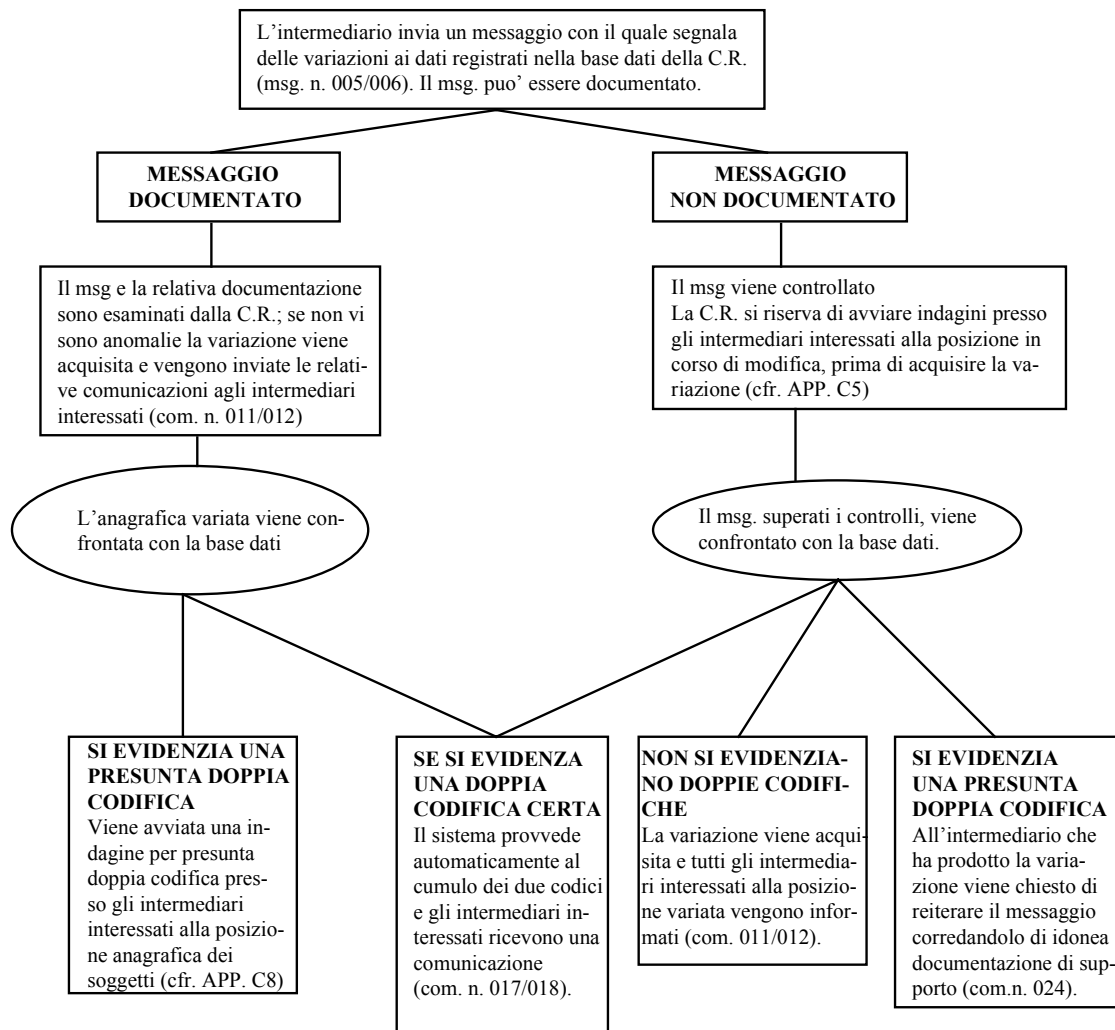 L’intermediario invia un messaggio con il quale segnala
delle variazioni ai dati registrati nella base dati della C.R.
(msg. n. 005/006). Il msg. puo’ essere documentato.
MESSAGGIO
DOCUMENTATO
MESSAGGIO
NON DOCUMENTATO
Il msg e la relativa documentazione
sono esaminati dalla C.R.; se non vi
sono anomalie la variazione viene
acquisita e vengono inviate le relati-
ve comunicazioni agli intermediari
interessati (com. n. 011/012)
Il msg viene controllato
La C.R. si riserva di avviare indagini presso
gli intermediari interessati alla posizione in
corso di modifica, prima di acquisire la va-
riazione (cfr. APP. C5)
L’anagrafica variata viene con-
frontata con la base dati
Il msg. superati i controlli, viene
confrontato con la base dati.
SI EVIDENZIA UNA
PRESUNTA DOPPIA
CODIFICA
Viene avviata una in-
dagine per presunta
doppia codifica pres-
so gli intermediari
interessati alla posizio-
ne anagrafica dei
soggetti (cfr. APP. C8)
SE SI EVIDENZA
UNA DOPPIA
CODIFICA CERTA
Il sistema provvede
automaticamente al
cumulo dei due codici
e gli intermediari in-
teressati ricevono una
comunicazione
(com. n. 017/018).
NON SI EVIDENZIA-
NO DOPPIE CODIFI-
CHE
La variazione viene acqui-
sita e tutti gli intermedia-
ri interessati alla posizio-
ne variata vengono infor-
mati (com. 011/012).
SI EVIDENZIA
UNA PRESUNTA
DOPPIA CODIFICA
All’intermediario che
ha prodotto la varia-
zione viene chiesto di
reiterare il messaggio
corredandolo di idonea
documentazione di sup-
porto (com.n. 024).